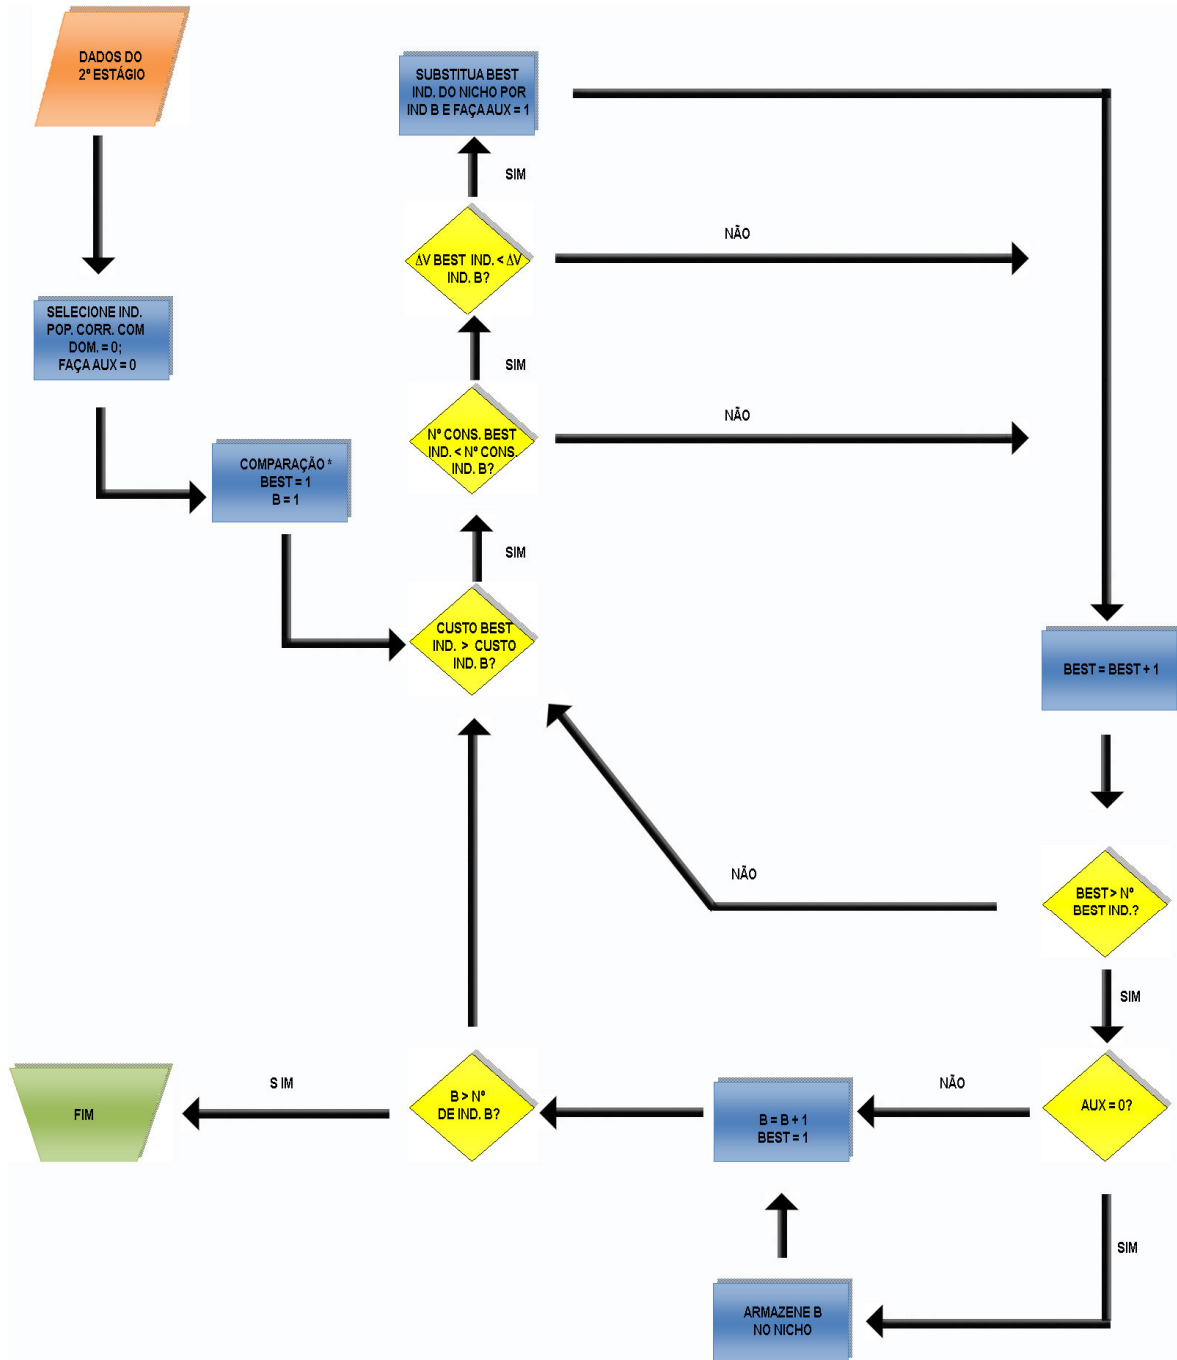 DADOS DO
2º ESTÁGIO
SUBSTITUA BEST
IND. DO NICHO POR
IND B E FAÇA AUX = 1
SIM
ΔV BEST IND. < ΔV
IND. B?
NÃO
SELECIONE IND.
POP. CORR. COM
DOM. = 0;
FAÇA AUX = 0
SIM
Nº CONS. BEST
IND. < Nº CONS.
IND. B?
NÃO
COMPARAÇÃO *
BEST = 1
B = 1
SIM
CUSTO BEST
IND. > CUSTO
IND. B?
BEST = BEST + 1
NÃO
BEST > Nº
BEST IND.?
SIM
S IM
FIM
B > Nº
DE IND. B?
B = B + 1
BEST = 1
NÃO
AUX = 0?
SIM
ARMAZENE B
NO NICHO